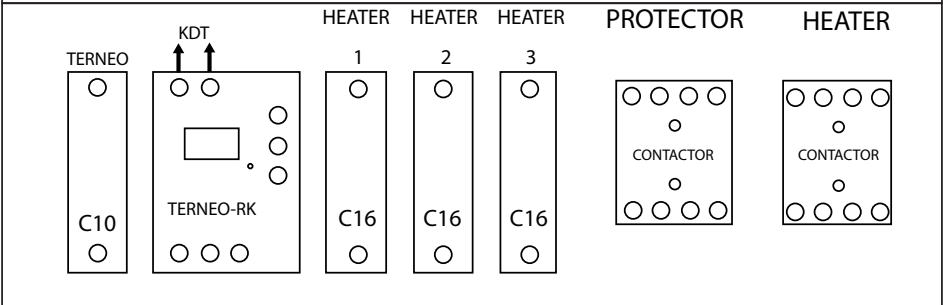 HEATER HEATER HEATER PROTECTOR HEATER
KDT
TERNEO 1 2 3
CONTACTOR CONTACTOR
TERNEO-RK
C10 C16 C16 C16